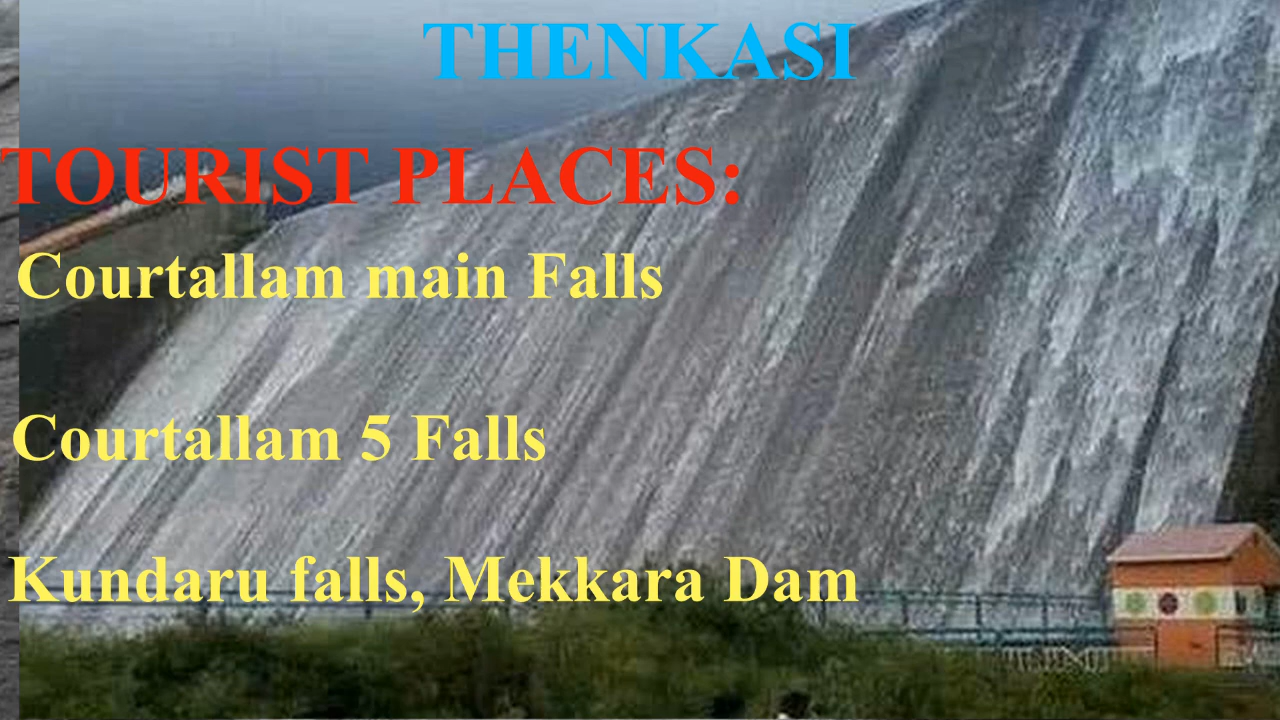 THENKASI
TOURIST PLACES:
Courtallam main Falls
Courtallam 5 Falls
Kundaru falls, Mekkara Dam